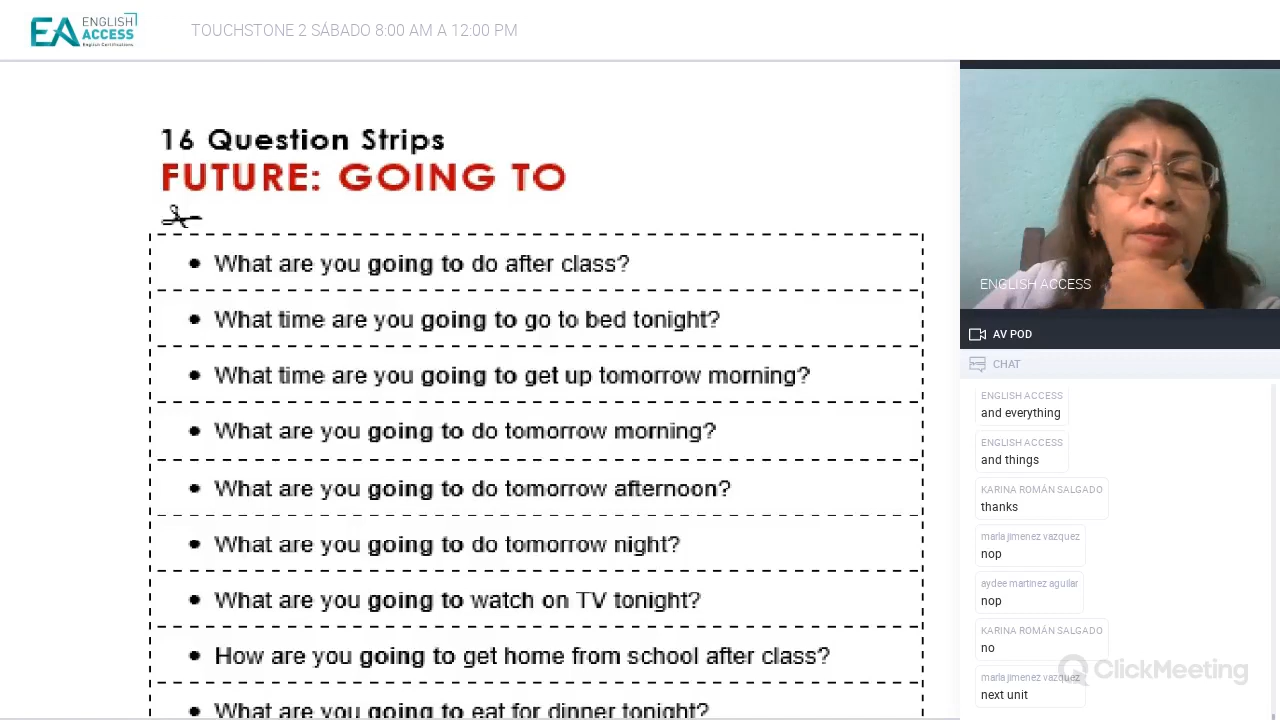 EA ENGLISH ACCESS
English Certifications
TOUCHSTONE 2 SÁBADO 8:00 AM A 12:00 PM
16 Question Strips
FUTURE: GOING TO
• What are you going to do after class?
• What time are you going to go to bed tonight?
• What time are you going to get up tomorrow morning?
• What are you going to do tomorrow morning?
• What are you going to do tomorrow afternoon?
• What are you going to do tomorrow night?
• What are you going to watch on TV tonight?
• How are you going to get home from school after class?
• What are you going to eat for dinner tonight?
ENGLISH ACCESS
AV POD
CHAT
ENGLISH ACCESS
and everything
ENGLISH ACCESS
and things
KARINA ROMÁN SALGADO
thanks
marla jimenez vazquez
nop
aydee martinez aguilar
nop
KARINA ROMÁN SALGADO
no
marla jimenez vazquez
next unit
ClickMeeting